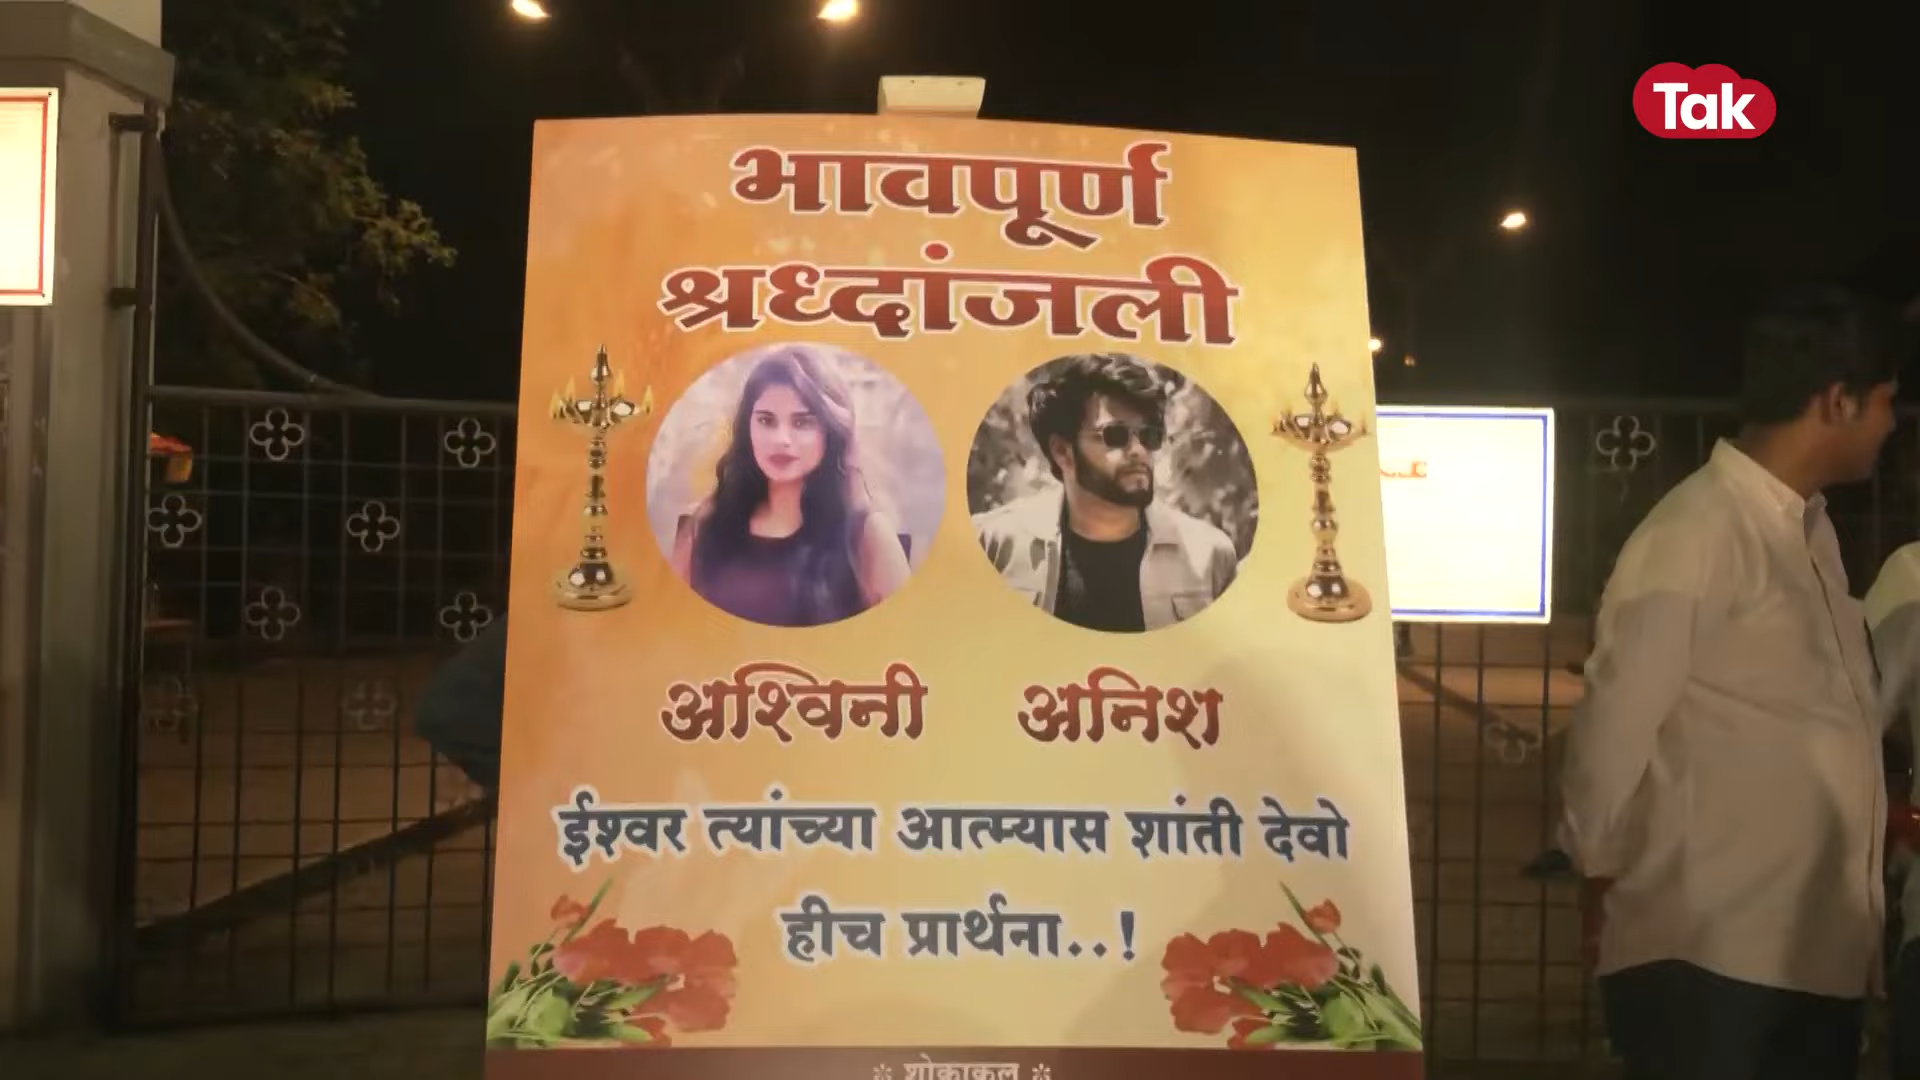 Tak
भावपूर्ण
श्रध्दांजली
अश्विनी अनिश
ईश्वर त्यांच्या आत्म्यास शांती देवो
हीच प्रार्थना..!
शोकाकुल